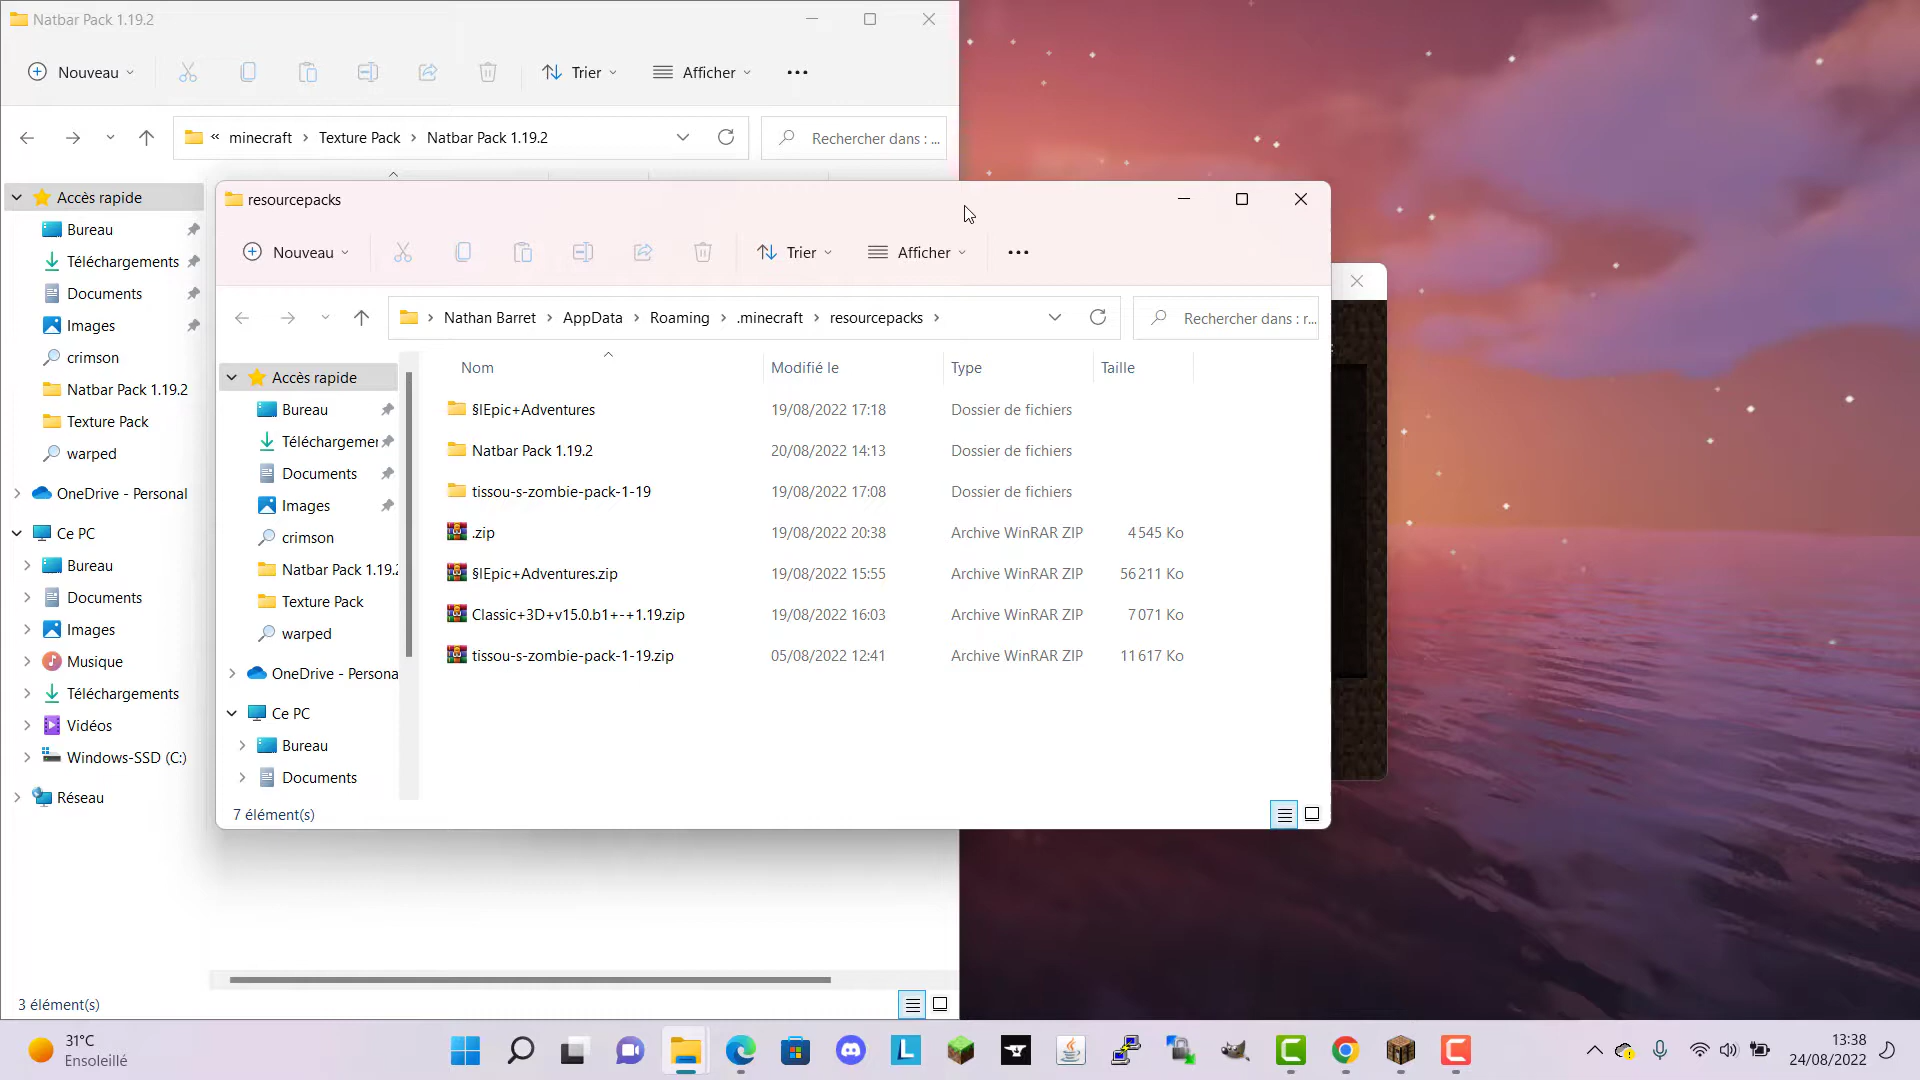 Natbar Pack 1.19.2
Nouveau
Trier
Afficher
« minecraft > Texture Pack > Natbar Pack 1.19.2
Rechercher dans : ...
Accès rapide
Bureau
Téléchargements
Documents
Images
crimson
Natbar Pack 1.19.2
Texture Pack
warped
OneDrive - Personal
Ce PC
Bureau
Documents
Images
Musique
Téléchargements
Vidéos
Windows-SSD (C:)
Réseau
3 élément(s)
resourcepacks
Nouveau
Trier
Afficher
> Nathan Barret > AppData > Roaming > .minecraft > resourcepacks >
Rechercher dans : r...
Accès rapide
Bureau
Téléchargemer
Documents
Images
crimson
Natbar Pack 1.19.2
Texture Pack
warped
OneDrive - Persona
Ce PC
Bureau
Documents
Nom Modifié le Type Taille
§lEpic+Adventures 19/08/2022 17:18 Dossier de fichiers
Natbar Pack 1.19.2 20/08/2022 14:13 Dossier de fichiers
tissou-s-zombie-pack-1-19 19/08/2022 17:08 Dossier de fichiers
.zip 19/08/2022 20:38 Archive WinRAR ZIP 4 545 Ko
§lEpic+Adventures.zip 19/08/2022 15:55 Archive WinRAR ZIP 56 211 Ko
Classic+3D+v15.0.b1+-+1.19.zip 19/08/2022 16:03 Archive WinRAR ZIP 7 071 Ko
tissou-s-zombie-pack-1-19.zip 05/08/2022 12:41 Archive WinRAR ZIP 11 617 Ko
7 élément(s)
31°C
Ensoleillé
13:38
24/08/2022